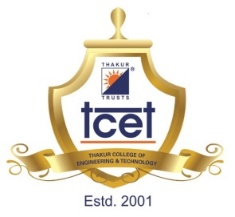 THAKUR
TRUSTS
®
tcet
THAKUR COLLEGE OF
ENGINEERING & TECHNOLOGY
Estd. 2001